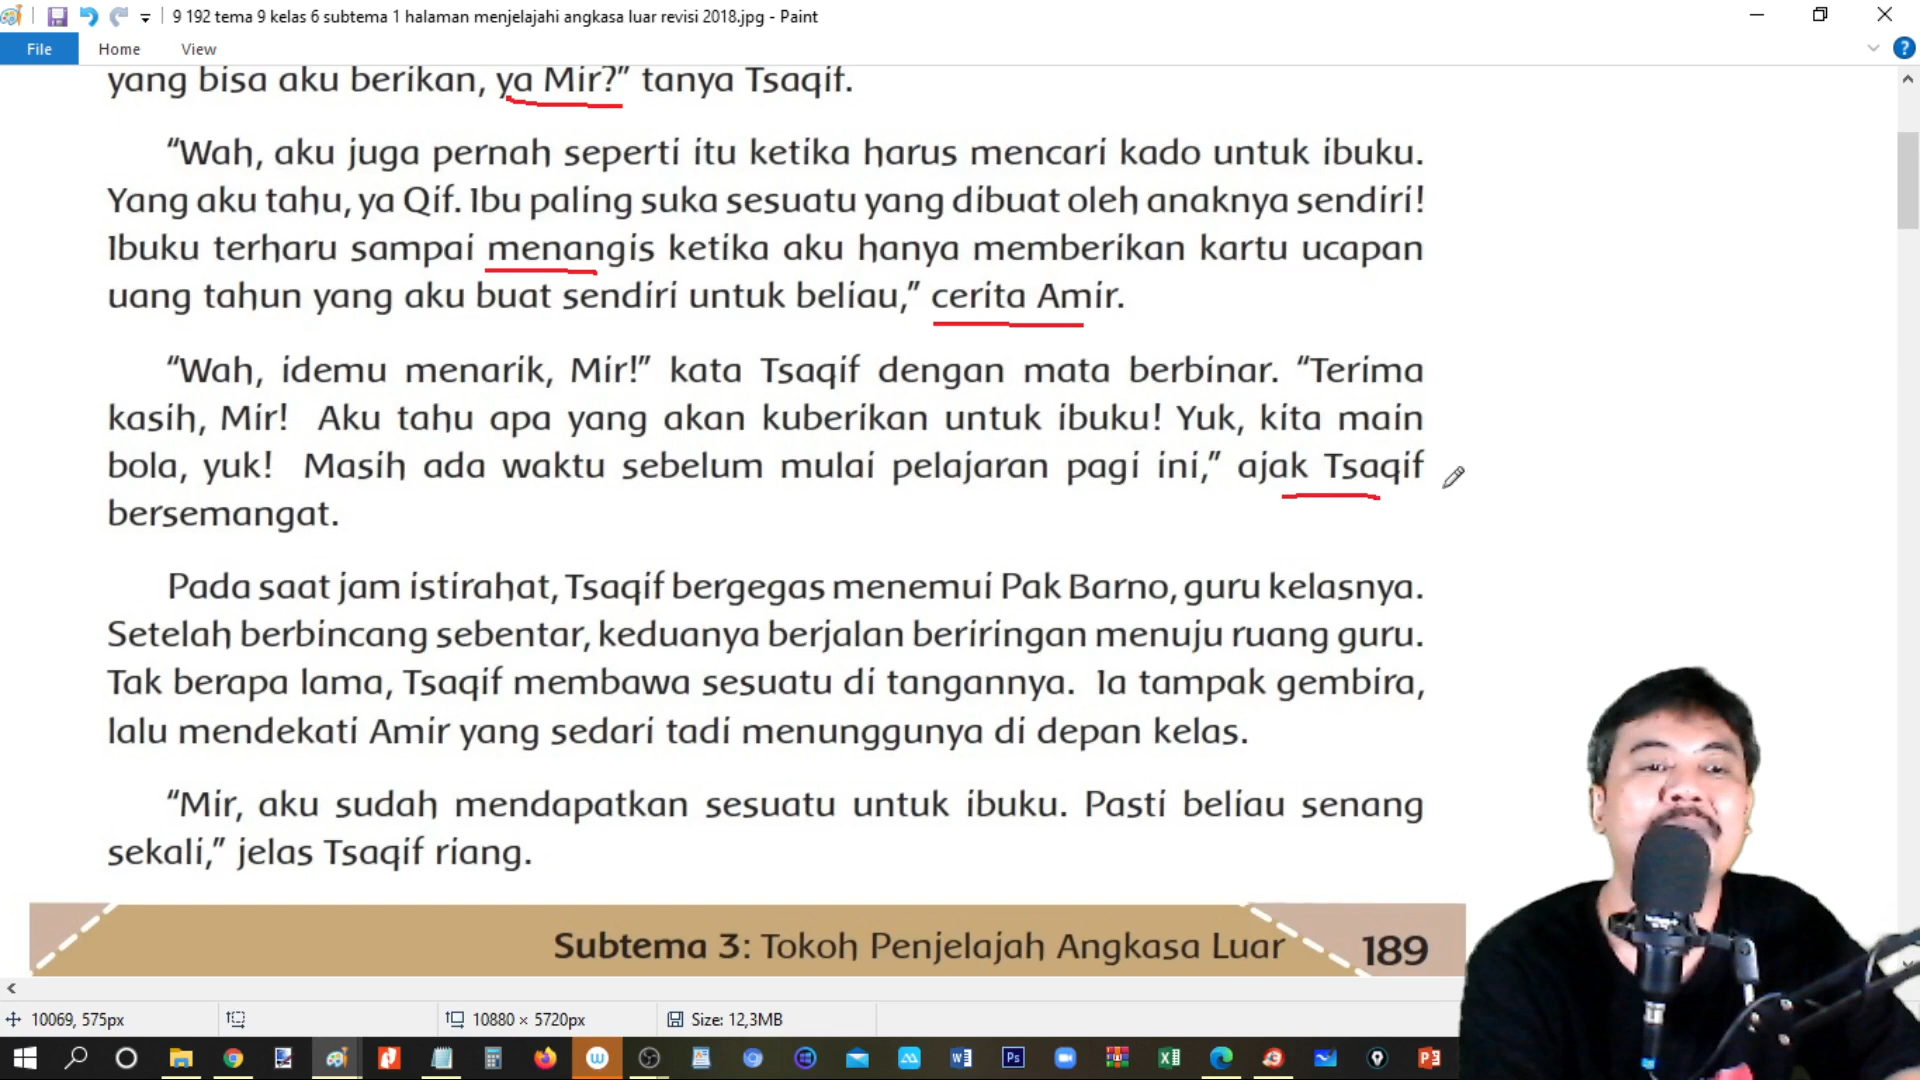 9 192 tema 9 kelas 6 subtema 1 halaman menjelajahi angkasa luar revisi 2018.jpg - Paint
File Home View
yang bisa aku berikan, ya Mir?” tanya Tsaqif.
“Wah, aku juga pernah seperti itu ketika harus mencari kado untuk ibuku.
Yang aku tahu, ya Qif. Ibu paling suka sesuatu yang dibuat oleh anaknya sendiri!
Ibuku terharu sampai menangis ketika aku hanya memberikan kartu ucapan
uang tahun yang aku buat sendiri untuk beliau,” cerita Amir.
“Wah, idemu menarik, Mir!” kata Tsaqif dengan mata berbinar. “Terima
kasih, Mir! Aku tahu apa yang akan kuberikan untuk ibuku! Yuk, kita main
bola, yuk! Masih ada waktu sebelum mulai pelajaran pagi ini,” ajak Tsaqif
bersemangat.
Pada saat jam istirahat, Tsaqif bergegas menemui Pak Barno, guru kelasnya.
Setelah berbincang sebentar, keduanya berjalan beriringan menuju ruang guru.
Tak berapa lama, Tsaqif membawa sesuatu di tangannya. Ia tampak gembira,
lalu mendekati Amir yang sedari tadi menunggunya di depan kelas.
“Mir, aku sudah mendapatkan sesuatu untuk ibuku. Pasti beliau senang
sekali,” jelas Tsaqif riang.
Subtema 3: Tokoh Penjelajah Angkasa Luar 189
10069, 575px 10880 × 5720px Size: 12,3MB